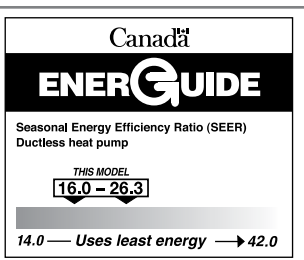 Canada
ENERGUIDE
Seasonal Energy Efficiency Ratio (SEER)
Ductless heat pump
THIS MODEL
16.0 – 26.3
14.0 — Uses least energy → 42.0